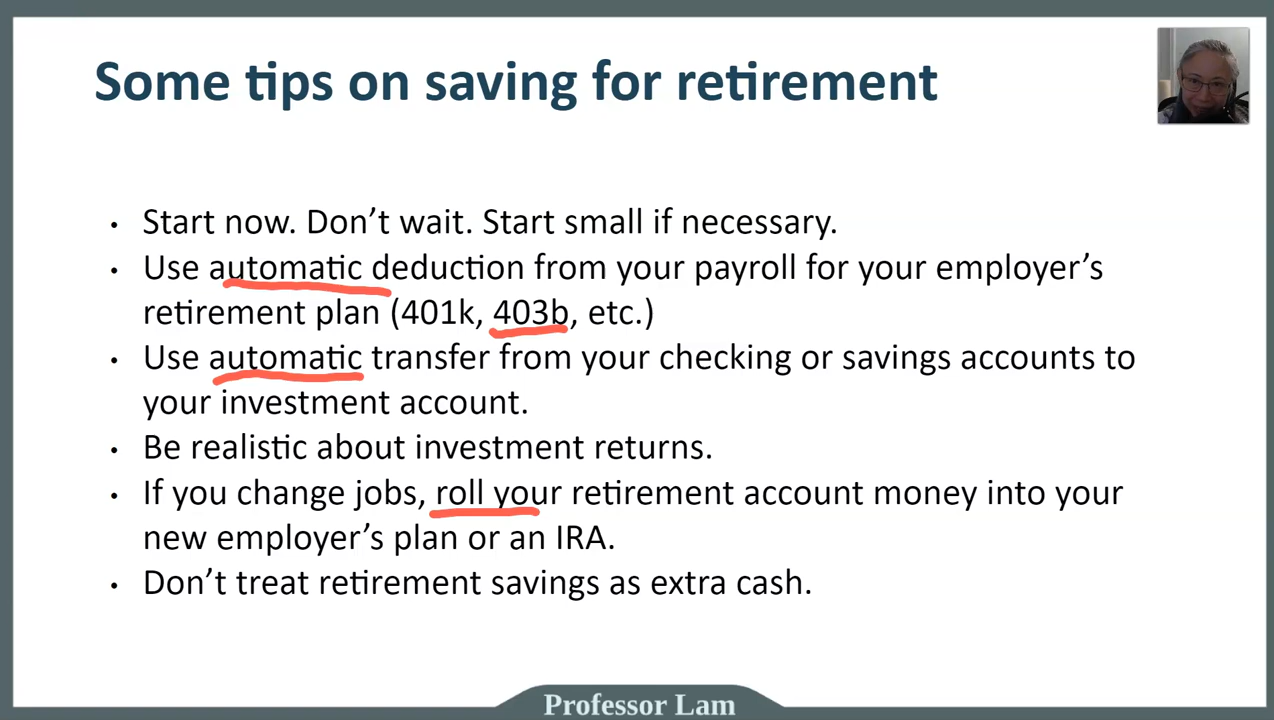 Some tips on saving for retirement
• Start now. Don’t wait. Start small if necessary.
• Use automatic deduction from your payroll for your employer’s
retirement plan (401k, 403b, etc.)
• Use automatic transfer from your checking or savings accounts to
your investment account.
• Be realistic about investment returns.
• If you change jobs, roll your retirement account money into your
new employer’s plan or an IRA.
• Don’t treat retirement savings as extra cash.
Professor Lam